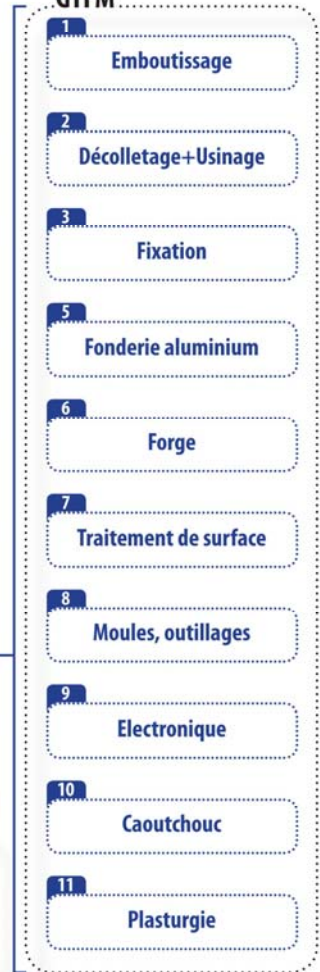 1
Emboutissage
2
Décolletage+Usinage
3
Fixation
5
Fonderie aluminium
6
Forge
7
Traitement de surface
8
Moules, outillages
9
Electronique
10
Caoutchouc
11
Plasturgie